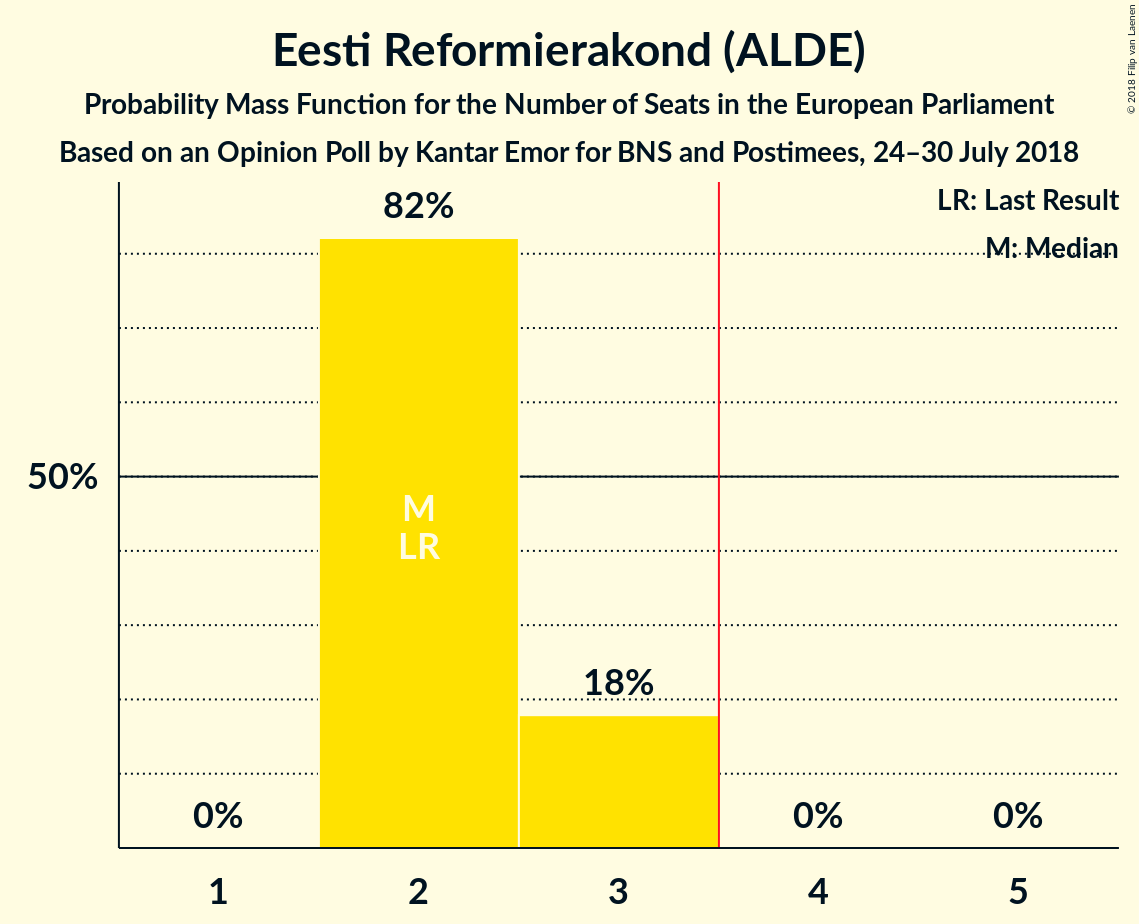 Eesti Reformierakond (ALDE)
Probability Mass Function for the Number of Seats in the European Parliament
Based on an Opinion Poll by Kantar Emor for BNS and Postimees, 24–30 July 2018
© 2018 Filip van Laenen
LR: Last Result
M: Median
82%
50%
M
LR
18%
0%
0%
0%
1
2
3
4
5